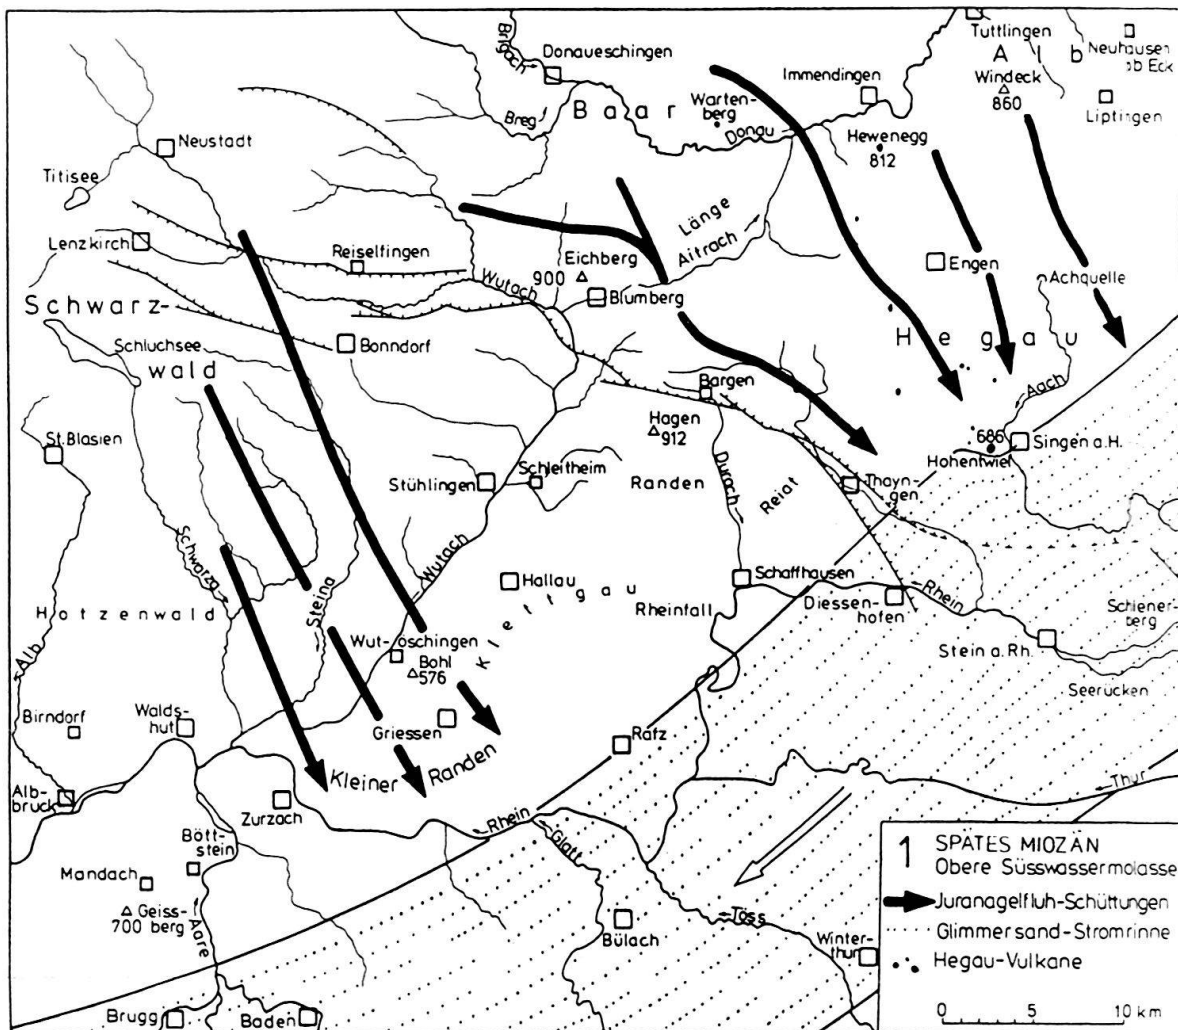 Tuttlingen
Brigach
Donaueschingen
A l b
Neuhausen
ob Eck
Immendingen
Windeck
860
Liptingen
Breg
B a a r
Wartenberg
Donau
Hewenegg
812
Neustadt
Titisee
Länge
Aitrach
Lenzkirch
Reiselfingen
Eichberg
900
Engen
Achquelle
Wutach
Blumberg
Schwarz-
wald
Schluchsee
Bonndorf
H e g a u
Bargen
Aach
Hagen
912
686
Singen a.H.
Hohentwiel
St.Blasien
Stühlingen
Schleitheim
Randen
Durach
Reiat
Thayn-
gen
Schwarza
Wutach
Steina
Hallau
Schaffhausen
Rhein
Hotzenwald
Klettgau
Rheinfall
Diessen-
hofen
Schiener-
berg
Alb
Wut-öschingen
Bohl
576
Stein a.Rh.
Seerücken
Birndorf
Walds-
hut
Griessen
Rafz
Kleiner Randen
Alb-
bruck
Zurzach
Rhein
Thur
Glatt
Bött-
stein
Mandach
Geiss-
700 berg
Aare
Töss
Bülach
Winter-
thur
Brugg
Baden
1 SPÄTES MIOZÄN
Obere Süsswassermolasse
Juranagelfluh-Schüttungen
Glimmersand-Stromrinne
Hegau-Vulkane
0 5 10 km